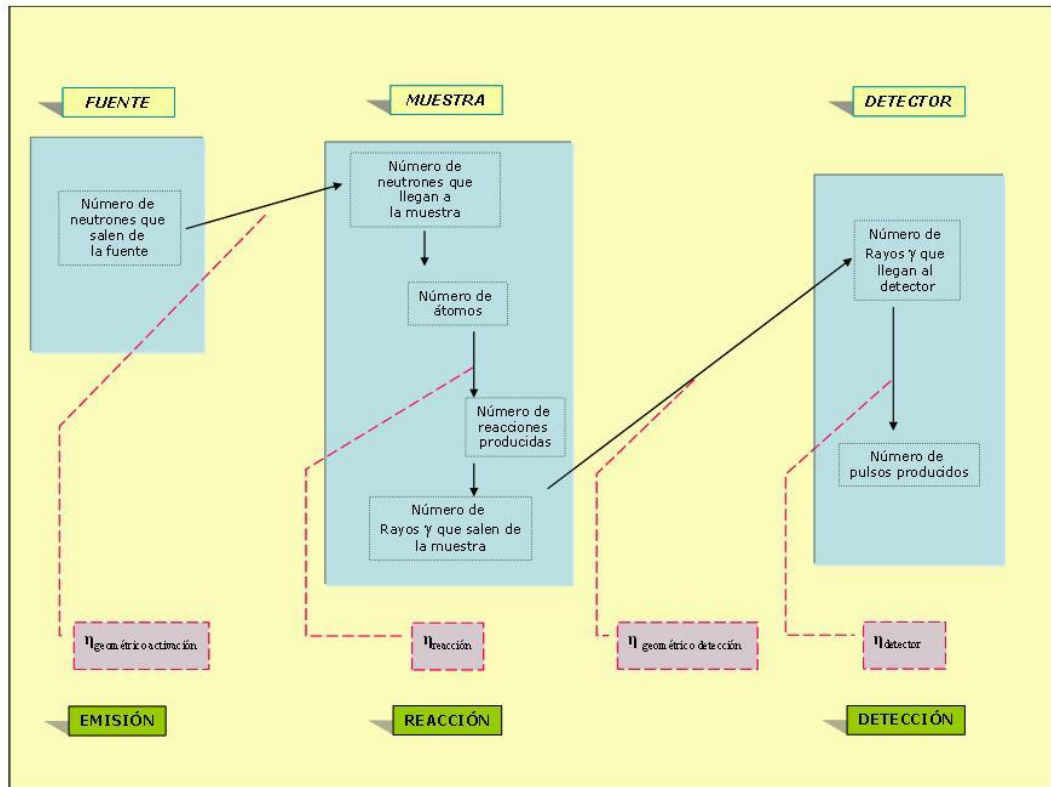 FUENTE
MUESTRA
DETECTOR
Número de
neutrones que
salen de
la fuente
Número de
neutrones que
llegan a
la muestra
Número de
átomos
Número de
reacciones
producidas
Número de
Rayos γ que salen de
la muestra
Número de
Rayos γ que
llegan al
detector
Número de
pulsos producidos
ηgeométrico activación
ηreacción
η geométrico detección
ηdetector
EMISIÓN
REACCIÓN
DETECCIÓN